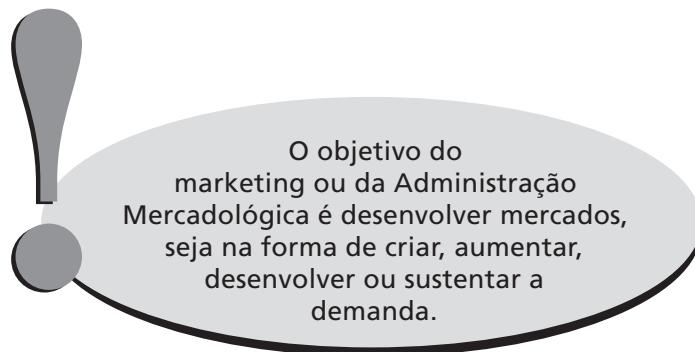 O objetivo do
marketing ou da Administração
Mercadológica é desenvolver mercados,
seja na forma de criar, aumentar,
desenvolver ou sustentar a
demanda.